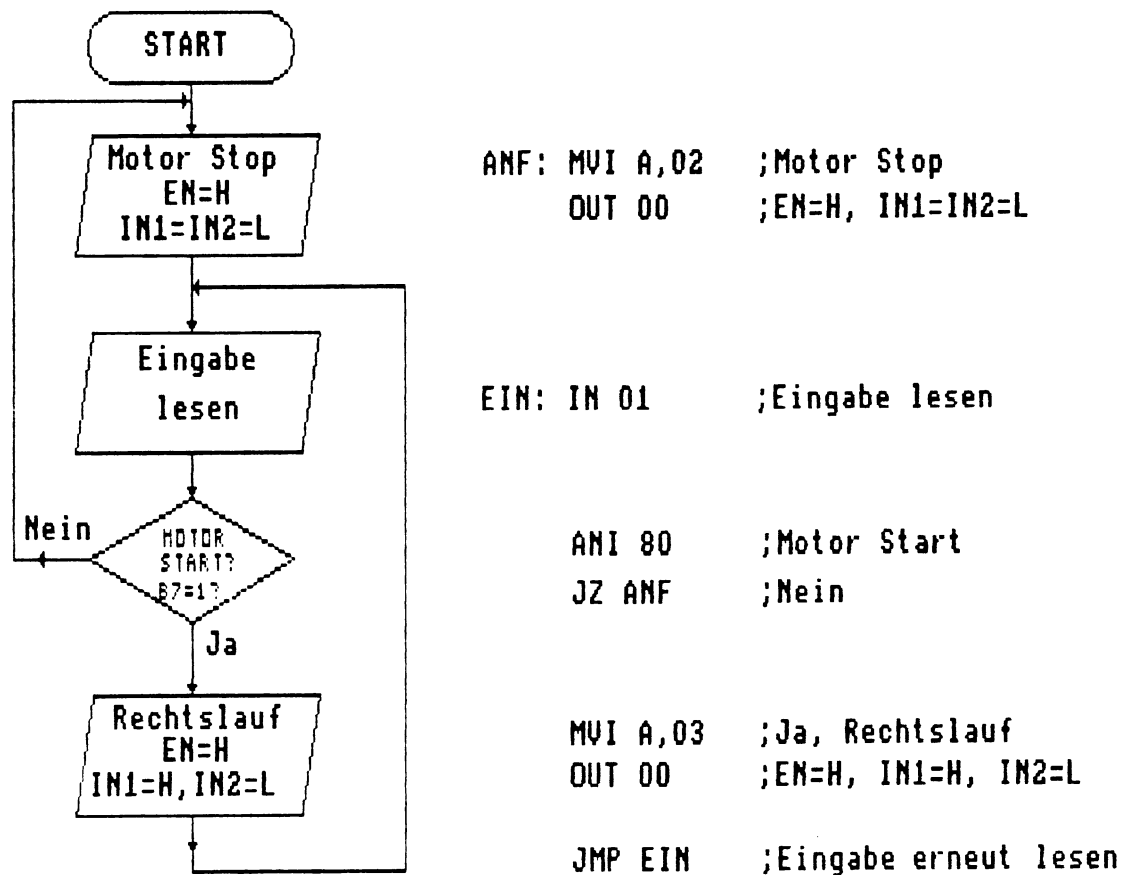 START
Motor Stop
EN=H
IN1=IN2=L
ANF: MVI A,02 ;Motor Stop
OUT 00 ;EN=H, IN1=IN2=L
Eingabe
lesen
EIN: IN 01 ;Eingabe lesen
Nein
MOTOR
START?
B7=1?
Ja
ANI 80 ;Motor Start
JZ ANF ;Nein
Rechtslauf
EN=H
IN1=H,IN2=L
MVI A,03 ;Ja, Rechtslauf
OUT 00 ;EN=H, IN1=H, IN2=L
JMP EIN ;Eingabe erneut lesen